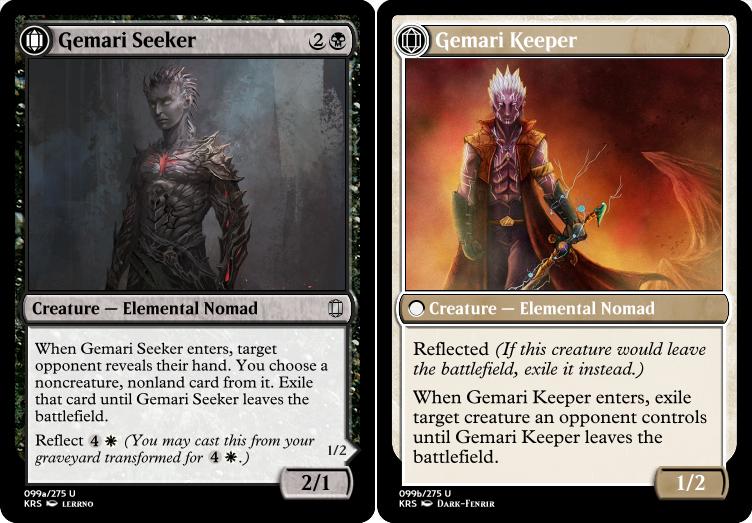 Gemari Seeker
2
Creature — Elemental Nomad
When Gemari Seeker enters, target
opponent reveals their hand. You choose a
noncreature, nonland card from it. Exile
that card until Gemari Seeker leaves the
battlefield.
Reflect 4 (You may cast this from your
graveyard transformed for 4 .)
1/2
2/1
099a/275 U
KRS LERRNO
Gemari Keeper
Creature — Elemental Nomad
Reflected (If this creature would leave
the battlefield, exile it instead.)
When Gemari Keeper enters, exile
target creature an opponent controls
until Gemari Keeper leaves the
battlefield.
1/2
099b/275 U
KRS Dark-Fenrir